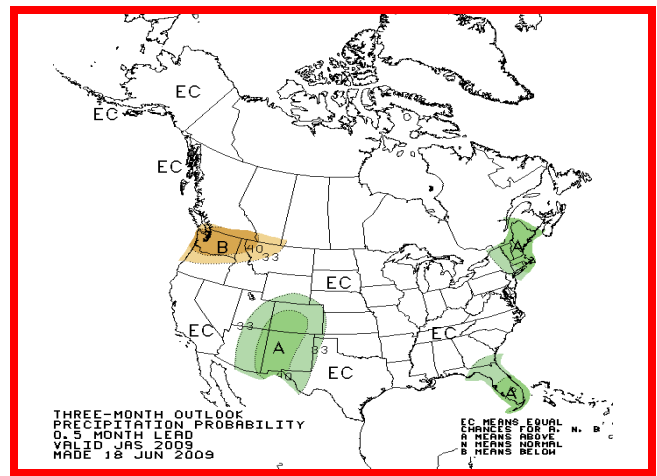 EC
EC
EC
B
40
33
A
EC
EC
33
A
33
40
EC
EC
A
THREE-MONTH OUTLOOK
PRECIPITATION PROBABILITY
0.5 MONTH LEAD
VALID JAS 2009
MADE 18 JUN 2009
EC MEANS EQUAL
CHANCES FOR A, N, B
A MEANS ABOVE
N MEANS NORMAL
B MEANS BELOW